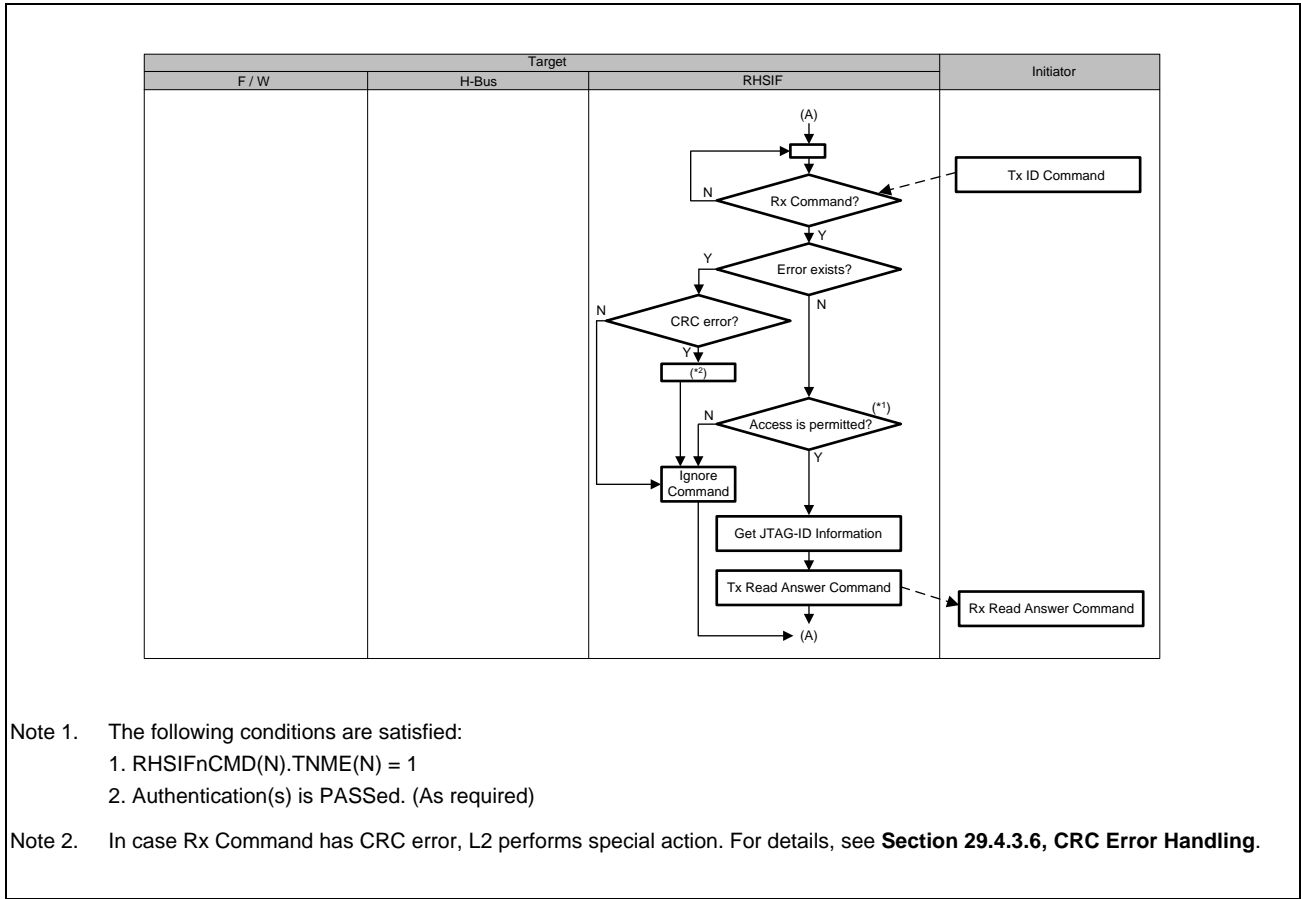 Target
Initiator
F / W
H-Bus
RHSIF
(A)
Tx ID Command
N
Rx Command?
Y
Y
Error exists?
N
N
CRC error?
Y
(*2)
N
Access is permitted?
(*1)
Y
Ignore
Command
Get JTAG-ID Information
Tx Read Answer Command
Rx Read Answer Command
(A)
Note 1. The following conditions are satisfied:
1. RHSIFnCMD(N).TNME(N) = 1
2. Authentication(s) is PASSed. (As required)
Note 2. In case Rx Command has CRC error, L2 performs special action. For details, see Section 29.4.3.6, CRC Error Handling.